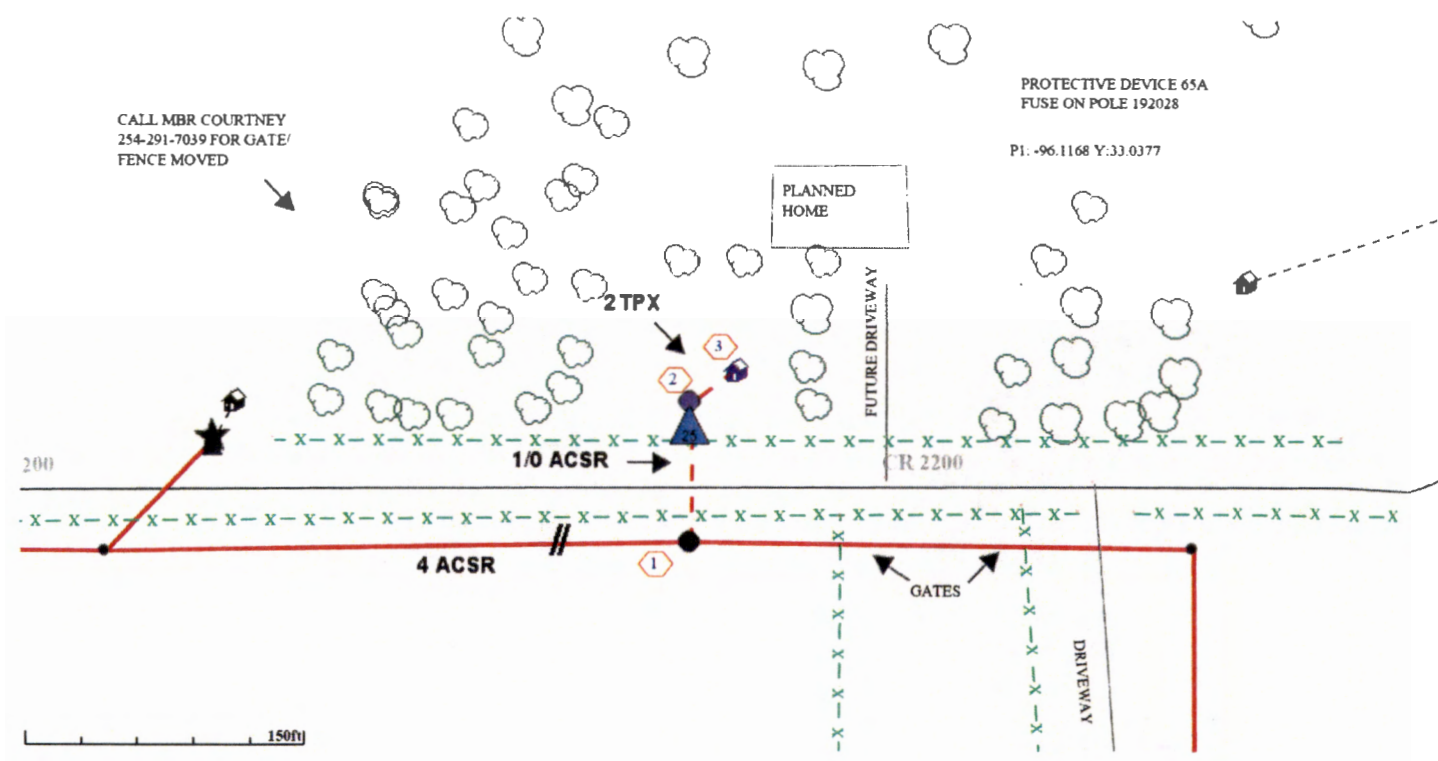 PROTECTIVE DEVICE 65A
FUSE ON POLE 192028
CALL MBR COURTNEY
254-291-7039 FOR GATE/
FENCE MOVED
P1: -96.1168 Y:33.0377
PLANNED
HOME
2 TPX
FUTURE DRIVEWAY
3
2
25
200
1/0 ACSR
CR 2200
1
4 ACSR
GATES
DRIVEWAY
150ft